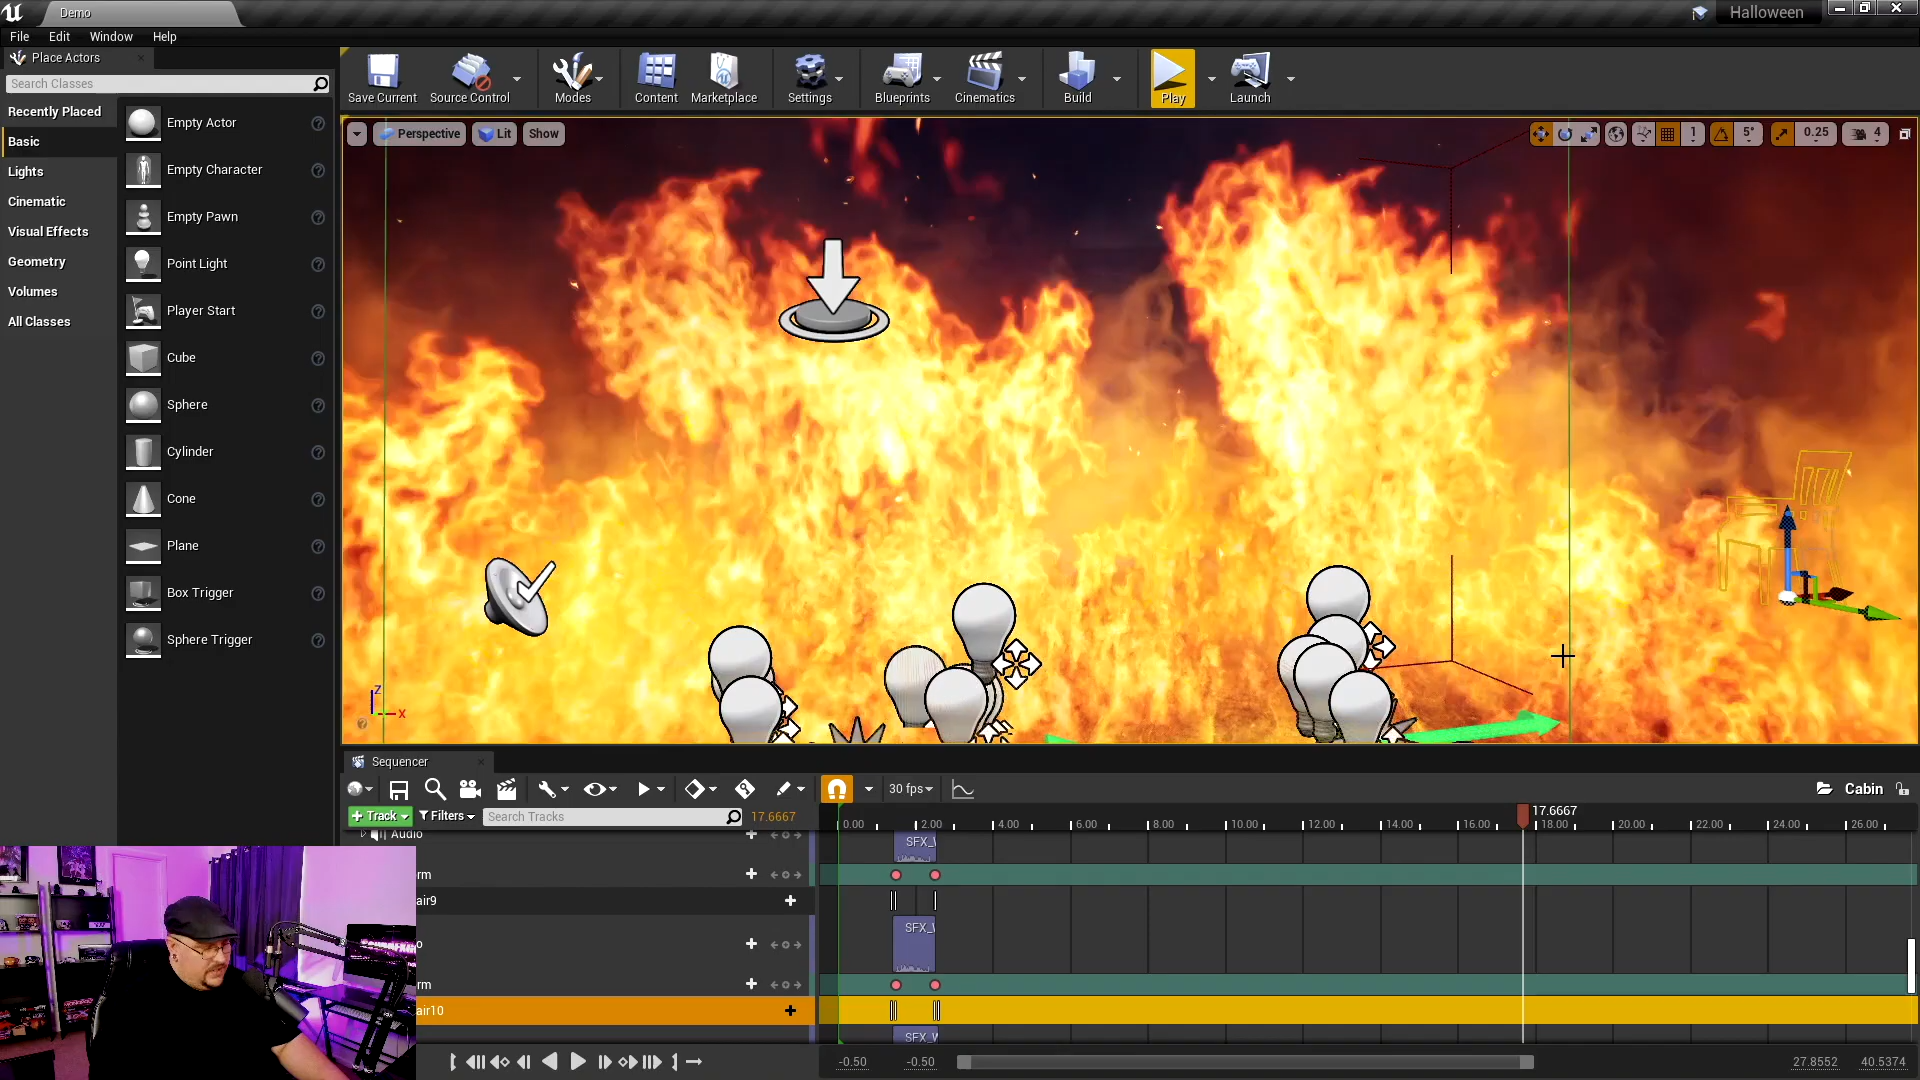 Demo
Halloween
File Edit Window Help
Place Actors
Search Classes
Recently Placed
Basic
Lights
Cinematic
Visual Effects
Geometry
Volumes
All Classes
Empty Actor
Empty Character
Empty Pawn
Point Light
Player Start
Cube
Sphere
Cylinder
Cone
Plane
Box Trigger
Sphere Trigger
Save Current Source Control Modes Content Marketplace Settings Blueprints Cinematics Build Play Launch
Perspective Lit Show
1 5° 0.25 4
Z
X
Sequencer
30 fps
Cabin
Track Filters Search Tracks 17.6667
17.6667
0.00 2.00 4.00 6.00 8.00 10.00 12.00 14.00 16.00 18.00 20.00 22.00 24.00 26.00
Audio
SFX_
rm
air9
o
SFX_
rm
air10
SFX_W
-0.50 -0.50 27.8552 40.5374